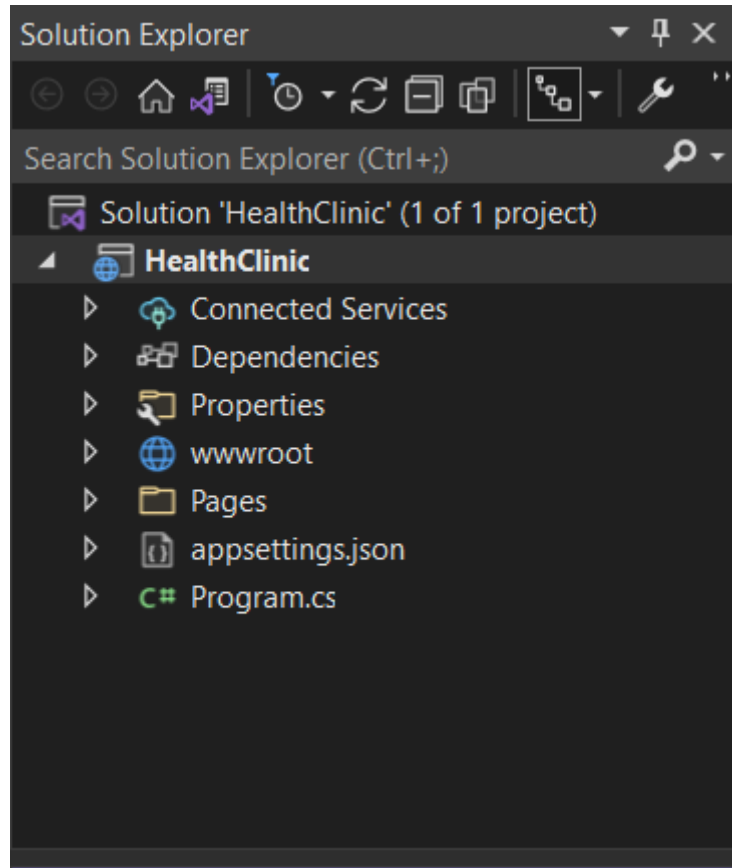 Solution Explorer
Search Solution Explorer (Ctrl+;)
Solution 'HealthClinic' (1 of 1 project)
HealthClinic
Connected Services
Dependencies
Properties
wwwroot
Pages
appsettings.json
C# Program.cs